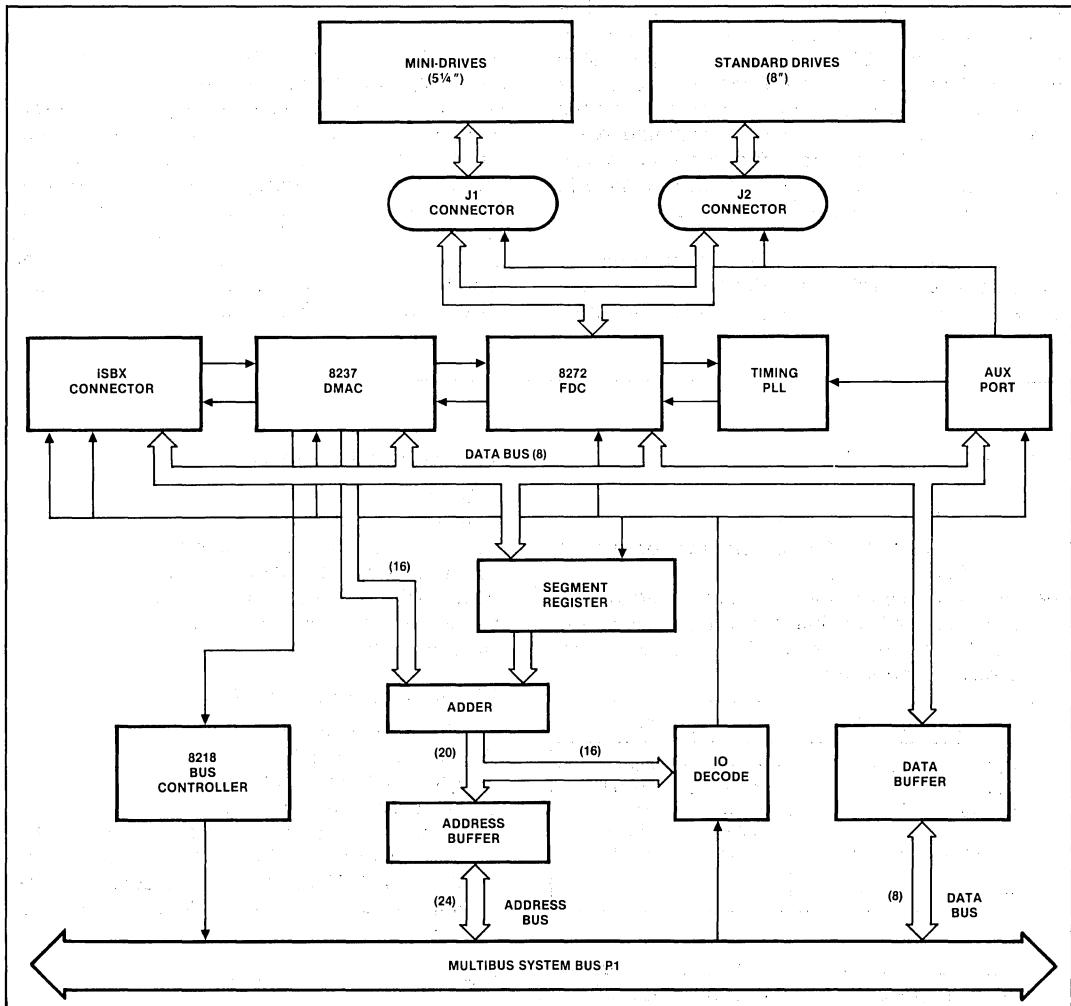 MINI-DRIVES
(5¼")
STANDARD DRIVES
(8")
J1
CONNECTOR
J2
CONNECTOR
iSBX
CONNECTOR
8237
DMAC
8272
FDC
TIMING
PLL
AUX
PORT
DATA BUS (8)
(16)
SEGMENT
REGISTER
ADDER
8218
BUS
CONTROLLER
(20)
(16)
IO
DECODE
DATA
BUFFER
ADDRESS
BUFFER
(24)
ADDRESS
BUS
(8)
DATA
BUS
MULTIBUS SYSTEM BUS P1